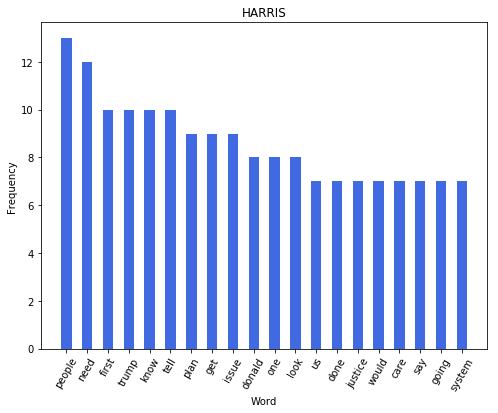 HARRIS
Frequency
12
10
8
6
4
2
0
people need first trump know tell plan get issue donald one look us done justice would care say going system
Word